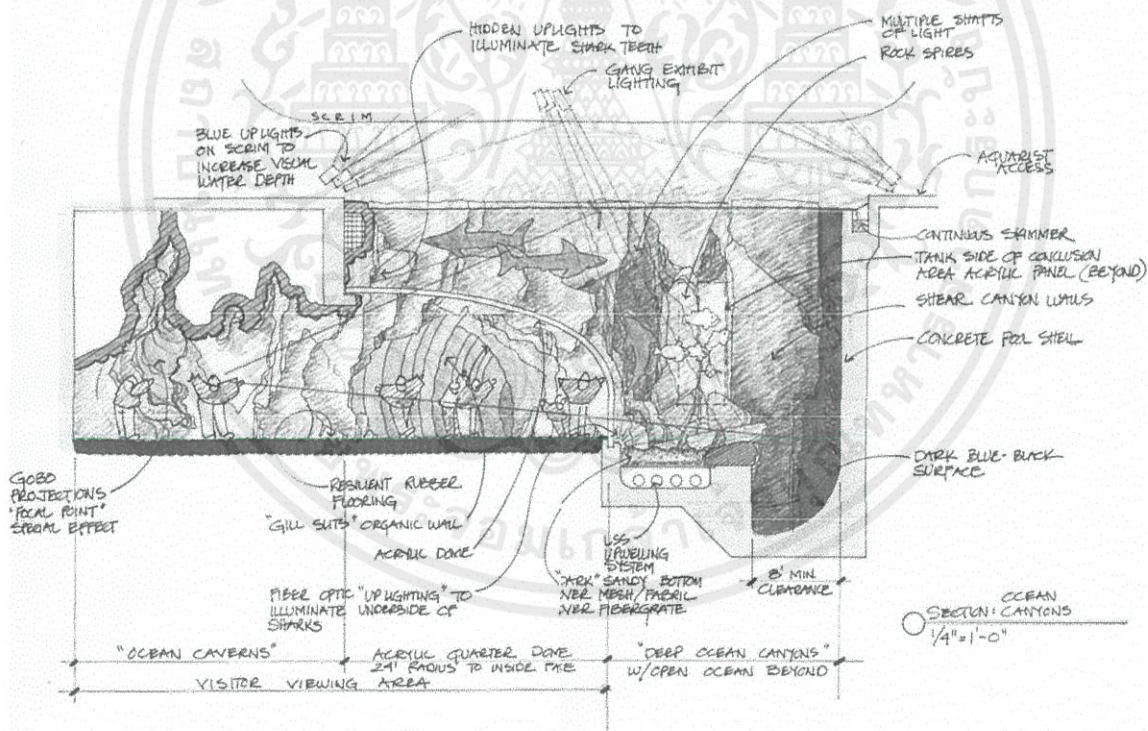 HIDDEN UPLIGHTS TO
ILLUMINATE SHARK TEETH
MULTIPLE SHAFTS
OF LIGHT
ROCK SPIRES
GANG EXHIBIT
LIGHTING
SCRIM
BLUE UPLIGHTS
ON SCRIM TO
INCREASE VISUAL
WATER DEPTH
AQUARIST
ACCESS
CONTINUOUS SKIMMER
TANK SIDE OF CONCLUSION
AREA ACRYLIC PANEL (BEYOND)
SHEAR CANYON WALLS
CONCRETE POOL SHELL
DARK BLUE-BLACK
SURFACE
GOBO
PROJECTIONS
"FOCAL POINT"
SPECIAL EFFECT
RESILIENT RUBBER
FLOORING
"GILL SLITS" ORGANIC WALL
ACRYLIC DOME
FIBER OPTIC "UPLIGHTING" TO
ILLUMINATE UNDERSIDE OF
SHARKS
LSS
UPWELLING
SYSTEM
"DARK" SANDY BOTTOM
OVER MESH/FABRIC
OVER FIBERGRATE
8' MIN.
CLEARANCE
OCEAN
SECTION: CANYONS
1/4"=1'-0"
"OCEAN CAVERNS"
ACRYLIC QUARTER DOME
24' RADIUS TO INSIDE FACE
"DEEP OCEAN CANYONS"
W/OPEN OCEAN BEYOND
VISITOR VIEWING AREA